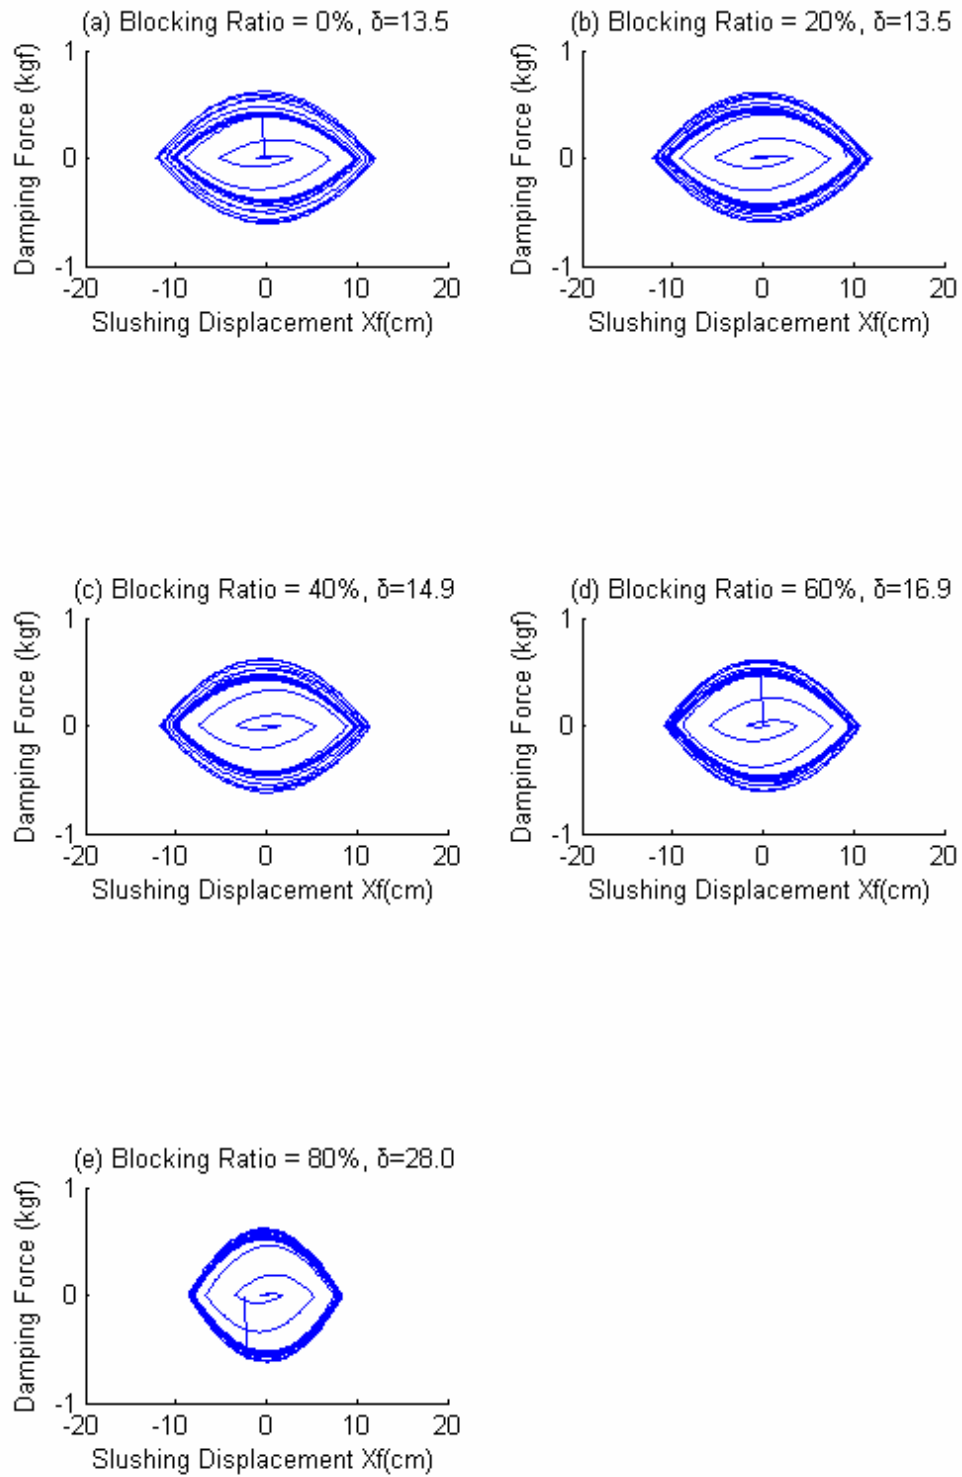 (a) Blocking Ratio = 0%, δ=13.5
Damping Force (kgf)
1
0
-1
-20 -10 0 10 20
Slushing Displacement Xf(cm)
(b) Blocking Ratio = 20%, δ=13.5
Damping Force (kgf)
1
0
-1
-20 -10 0 10 20
Slushing Displacement Xf(cm)
(c) Blocking Ratio = 40%, δ=14.9
Damping Force (kgf)
1
0
-1
-20 -10 0 10 20
Slushing Displacement Xf(cm)
(d) Blocking Ratio = 60%, δ=16.9
Damping Force (kgf)
1
0
-1
-20 -10 0 10 20
Slushing Displacement Xf(cm)
(e) Blocking Ratio = 80%, δ=28.0
Damping Force (kgf)
1
0
-1
-20 -10 0 10 20
Slushing Displacement Xf(cm)